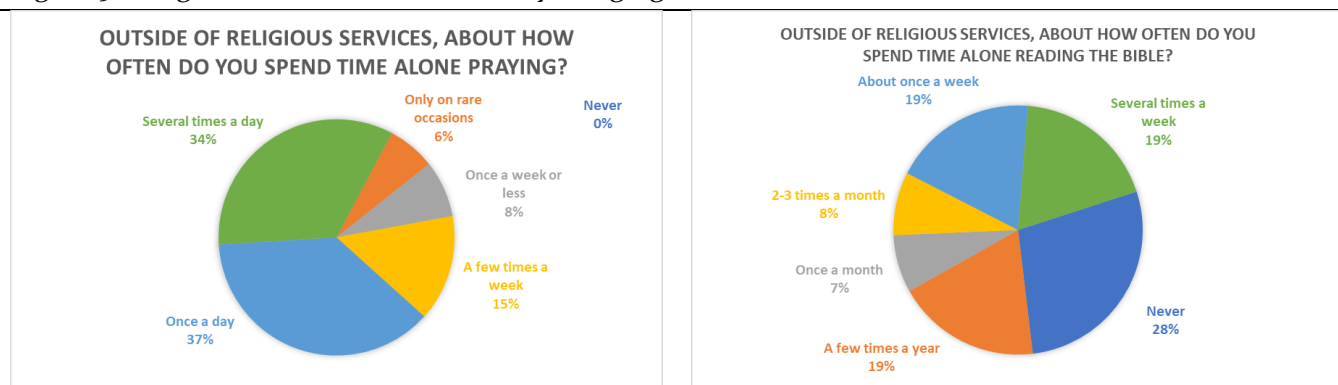 OUTSIDE OF RELIGIOUS SERVICES, ABOUT HOW
OFTEN DO YOU SPEND TIME ALONE PRAYING?
Only on rare
occasions
6%
Never
0%
Several times a day
34%
Once a week or
less
8%
A few times a
week
15%
Once a day
37%
OUTSIDE OF RELIGIOUS SERVICES, ABOUT HOW OFTEN DO YOU
SPEND TIME ALONE READING THE BIBLE?
About once a week
19%
Several times a
week
19%
2-3 times a month
8%
Once a month
7%
Never
28%
A few times a year
19%